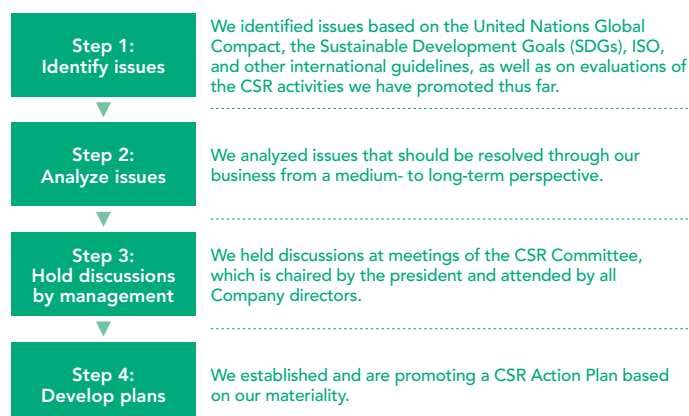 Step 1:
Identify issues
We identified issues based on the United Nations Global
Compact, the Sustainable Development Goals (SDGs), ISO,
and other international guidelines, as well as on evaluations of
the CSR activities we have promoted thus far.
Step 2:
Analyze issues
We analyzed issues that should be resolved through our
business from a medium- to long-term perspective.
Step 3:
Hold discussions
by management
We held discussions at meetings of the CSR Committee,
which is chaired by the president and attended by all
Company directors.
Step 4:
Develop plans
We established and are promoting a CSR Action Plan based
on our materiality.